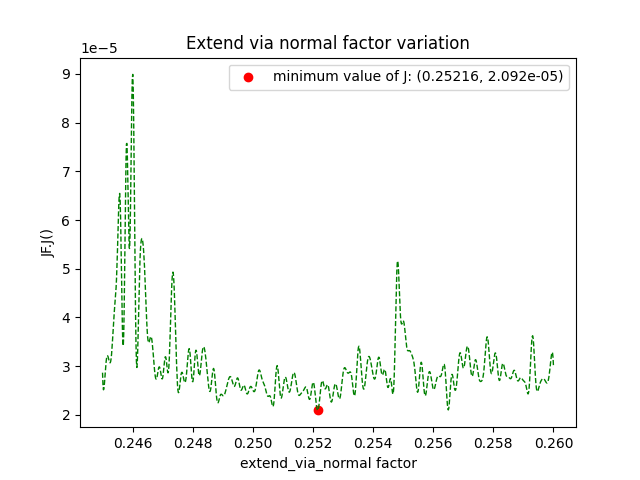 Extend via normal factor variation
1e−5
minimum value of J: (0.25216, 2.092e-05)
9
8
7
6
5
4
3
2
JF.J()
0.246 0.248 0.250 0.252 0.254 0.256 0.258 0.260
extend_via_normal factor